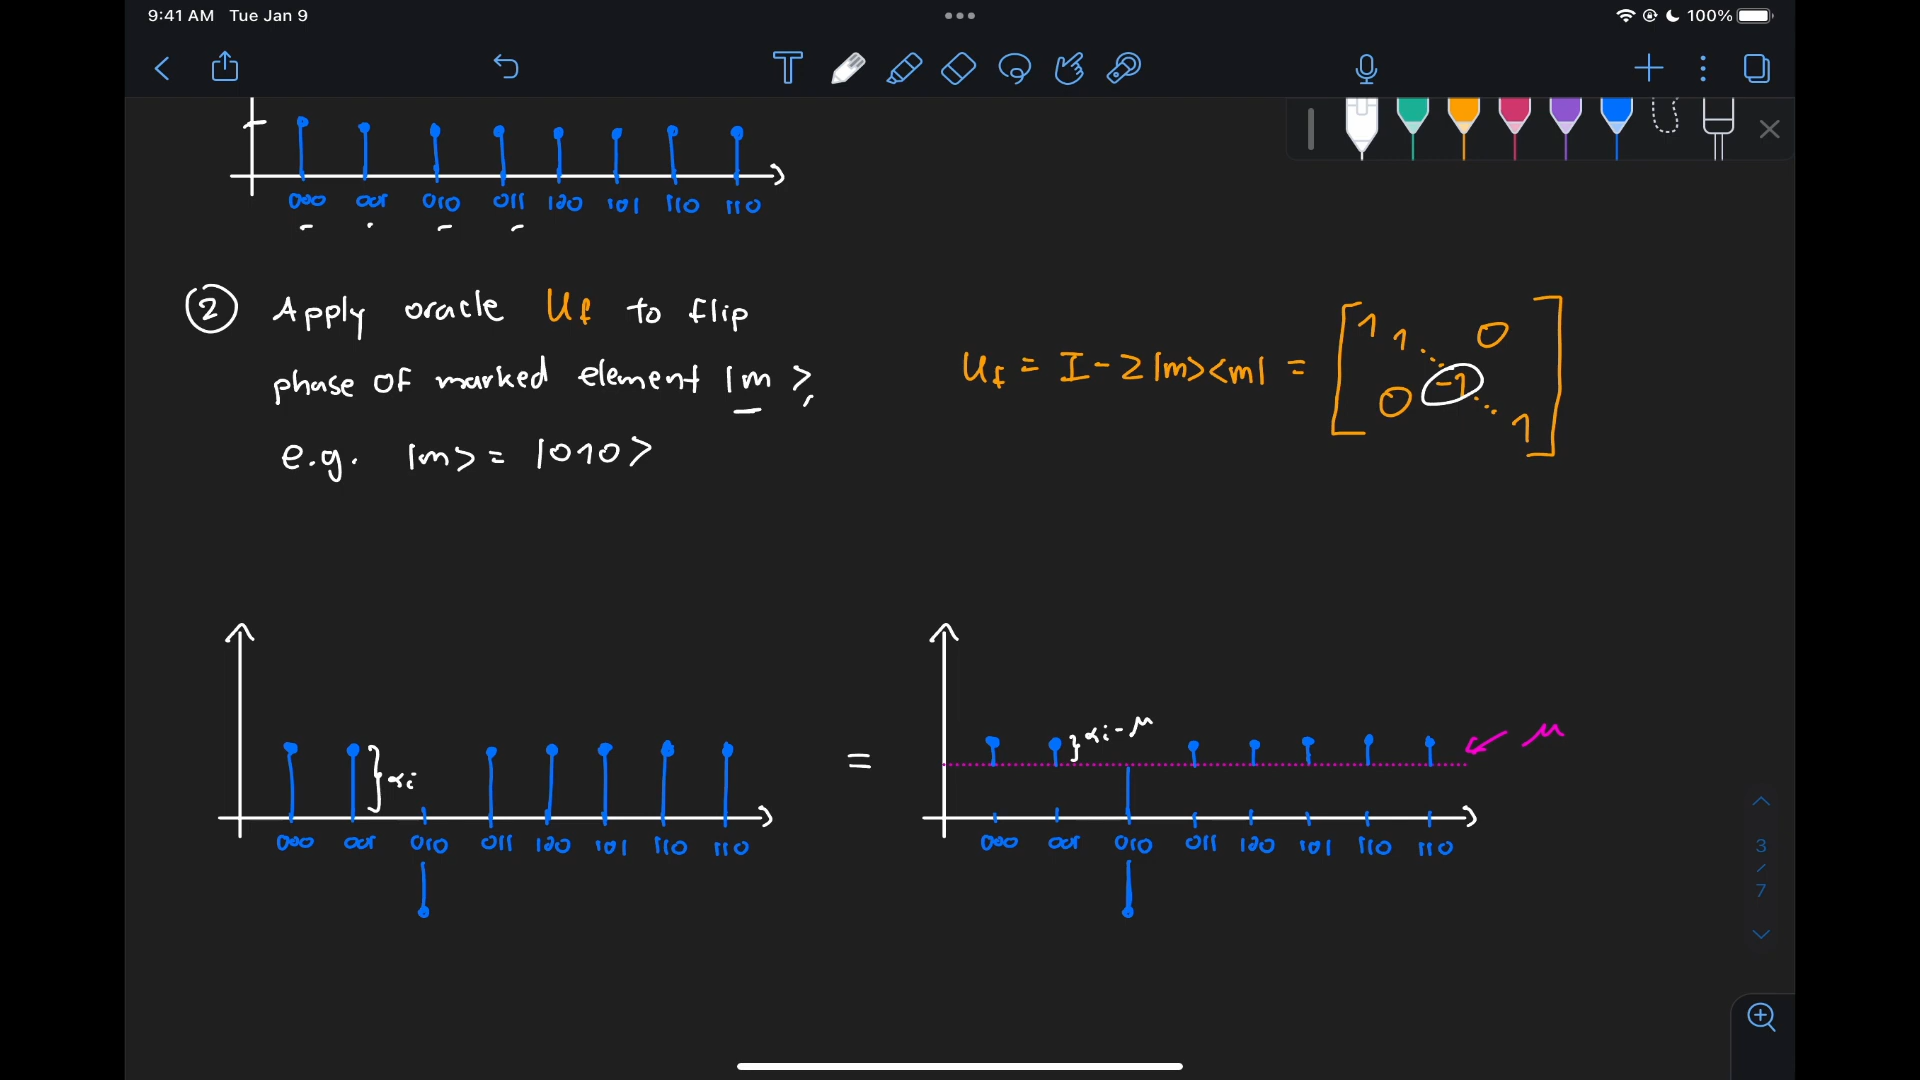 9:41 AM Tue Jan 9
100%
000 001 010 011 100 101 110 110
② Apply oracle Uf to flip
phase of marked element |m>,
e.g. |m> = |010>
Uf = I - 2|m><m| =
1 1 0
0 -1
1
αi
000 001 010 011 100 101 110 110
=
αi - μ
μ
000 001 010 011 100 101 110 110
3
/
7